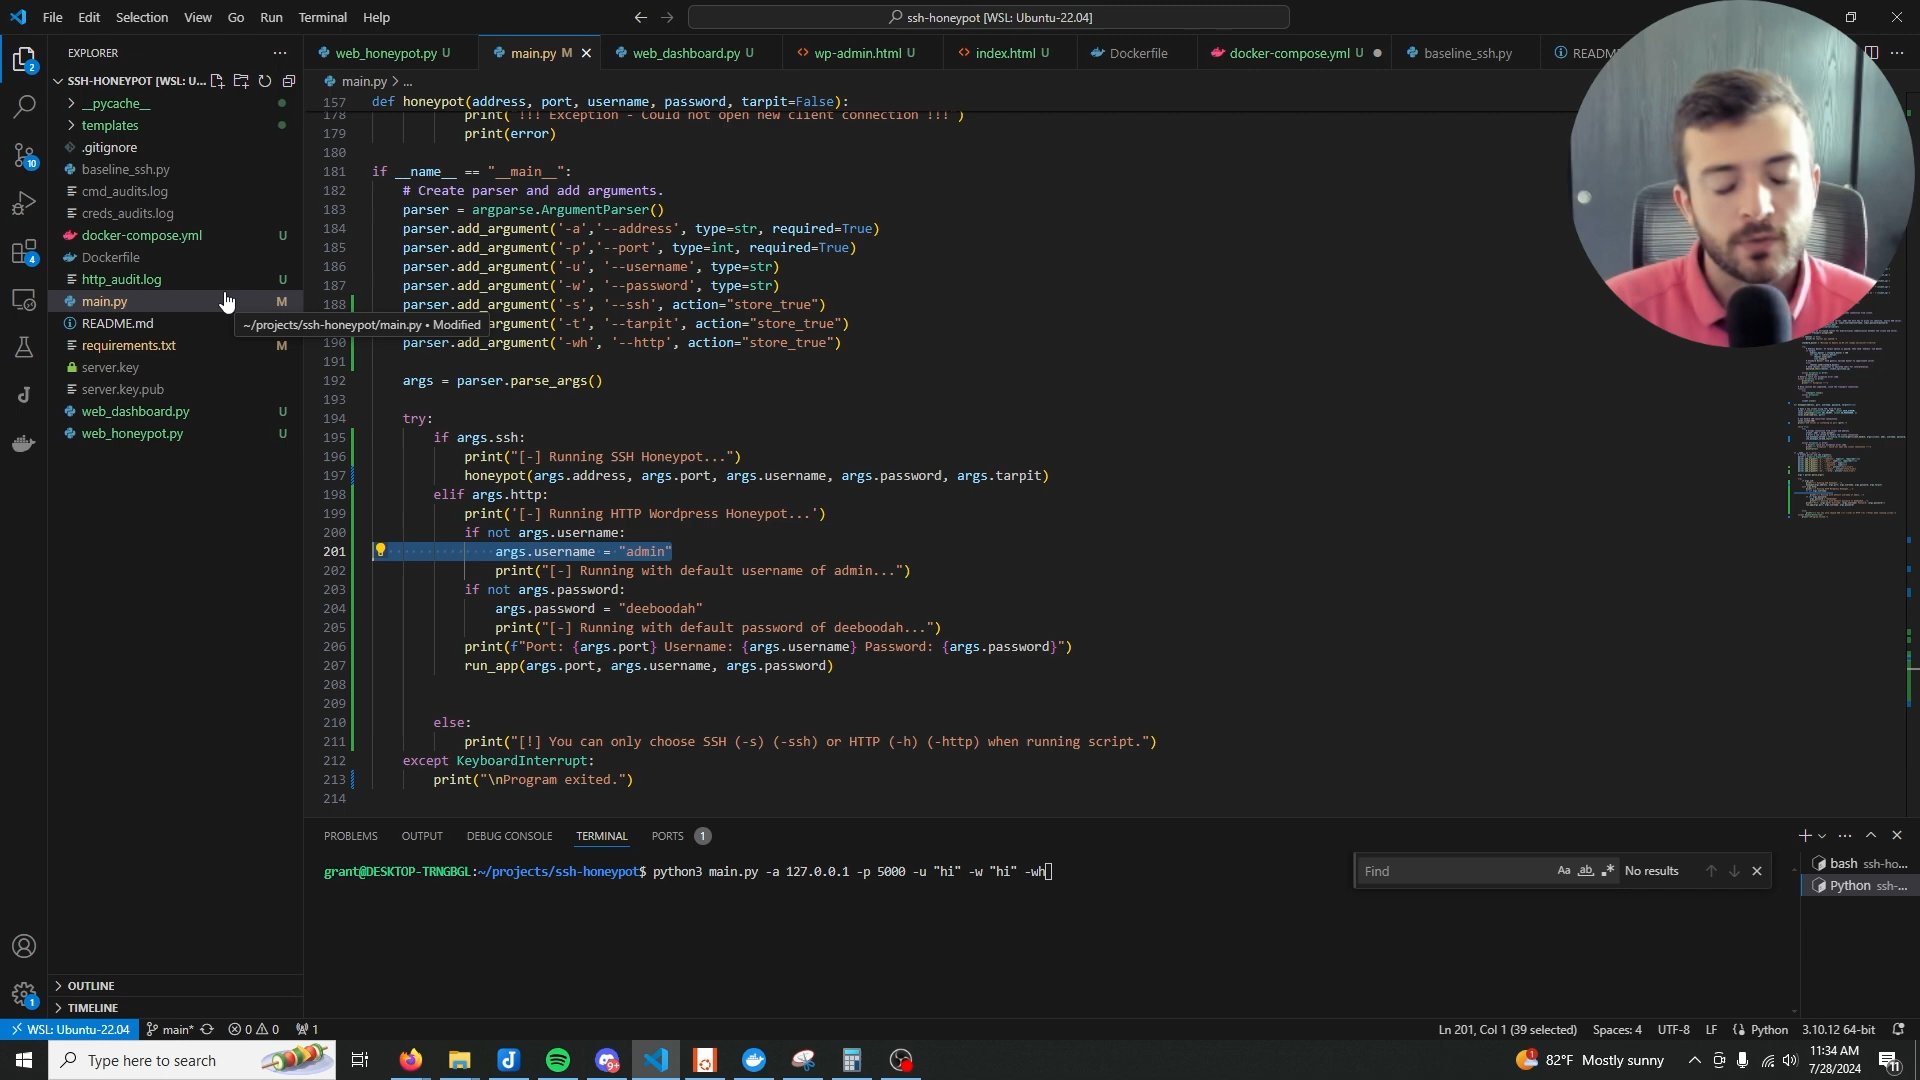 File Edit Selection View Go Run Terminal Help
ssh-honeypot [WSL: Ubuntu-22.04]
EXPLORER
SSH-HONEYPOT [WSL: U...
__pycache__
templates
.gitignore
baseline_ssh.py
cmd_audits.log
creds_audits.log
docker-compose.yml U
Dockerfile
http_audit.log U
main.py M
README.md
requirements.txt M
server.key
server.key.pub
web_dashboard.py U
web_honeypot.py U
OUTLINE
TIMELINE
~/projects/ssh-honeypot/main.py • Modified
web_honeypot.py U main.py M web_dashboard.py U wp-admin.html U index.html U Dockerfile docker-compose.yml U baseline_ssh.py
main.py > ...
157 def honeypot(address, port, username, password, tarpit=False):
178 print("!!! Exception - Could not open new client connection !!!")
179 print(error)
180
181 if __name__ == "__main__":
182 # Create parser and add arguments.
183 parser = argparse.ArgumentParser()
184 parser.add_argument('-a','--address', type=str, required=True)
185 parser.add_argument('-p','--port', type=int, required=True)
186 parser.add_argument('-u', '--username', type=str)
187 parser.add_argument('-w', '--password', type=str)
188 parser.add_argument('-s', '--ssh', action="store_true")
argument('-t', '--tarpit', action="store_true")
190 parser.add_argument('-wh', '--http', action="store_true")
191
192 args = parser.parse_args()
193
194 try:
195 if args.ssh:
196 print("[-] Running SSH Honeypot...")
197 honeypot(args.address, args.port, args.username, args.password, args.tarpit)
198 elif args.http:
199 print('[-] Running HTTP Wordpress Honeypot...')
200 if not args.username:
201 args.username = "admin"
202 print("[-] Running with default username of admin...")
203 if not args.password:
204 args.password = "deeboodah"
205 print("[-] Running with default password of deeboodah...")
206 print(f"Port: {args.port} Username: {args.username} Password: {args.password}")
207 run_app(args.port, args.username, args.password)
208
209
210 else:
211 print("[!] You can only choose SSH (-s) (-ssh) or HTTP (-h) (-http) when running script.")
212 except KeyboardInterrupt:
213 print("\nProgram exited.")
214
PROBLEMS OUTPUT DEBUG CONSOLE TERMINAL PORTS 1
grant@DESKTOP-TRNGBGL:~/projects/ssh-honeypot$ python3 main.py -a 127.0.0.1 -p 5000 -u "hi" -w "hi" -wh
Find Aa ab No results
bash ssh-ho...
Python ssh-...
WSL: Ubuntu-22.04 main* 0 0 1
Ln 201, Col 1 (39 selected) Spaces: 4 UTF-8 LF Python 3.10.12 64-bit
Type here to search
82°F Mostly sunny
11:34 AM
7/28/2024